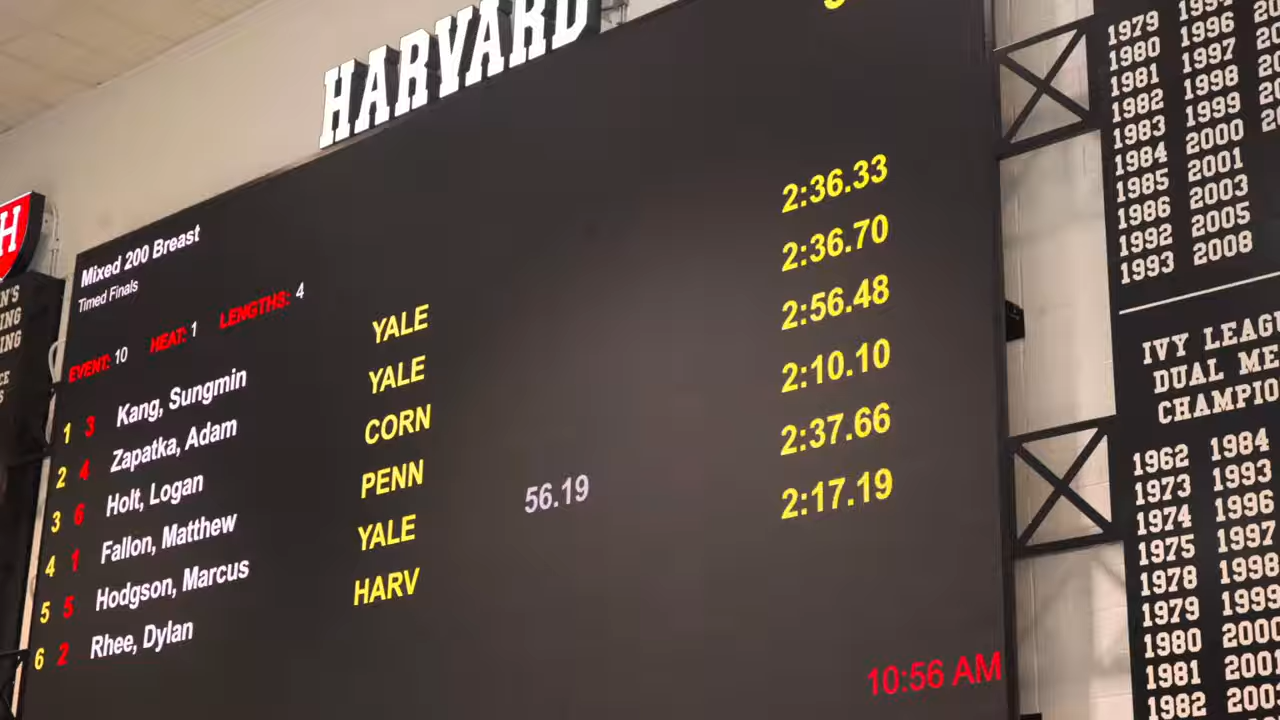 HARVARD
H
Mixed 200 Breast
Timed Finals
EVENT: 10 HEAT: 1 LENGTHS: 4
1 3 Kang, Sungmin YALE 2:36.33
2 4 Zapatka, Adam YALE 2:36.70
3 6 Holt, Logan CORN 2:56.48
4 1 Fallon, Matthew PENN 56.19 2:10.10
5 5 Hodgson, Marcus YALE 2:37.66
6 2 Rhee, Dylan HARV 2:17.19
10:56 AM
1979 1994
1980 1996
1981 1997
1982 1998
1983 1999
1984 2000
1985 2001
1986 2003
1992 2005
1993 2008
IVY LEAGU
DUAL ME
CHAMPIO
1962 1984
1973 1993
1974 1996
1975 1997
1978 1998
1979 1999
1980 2000
1981 2001
1982